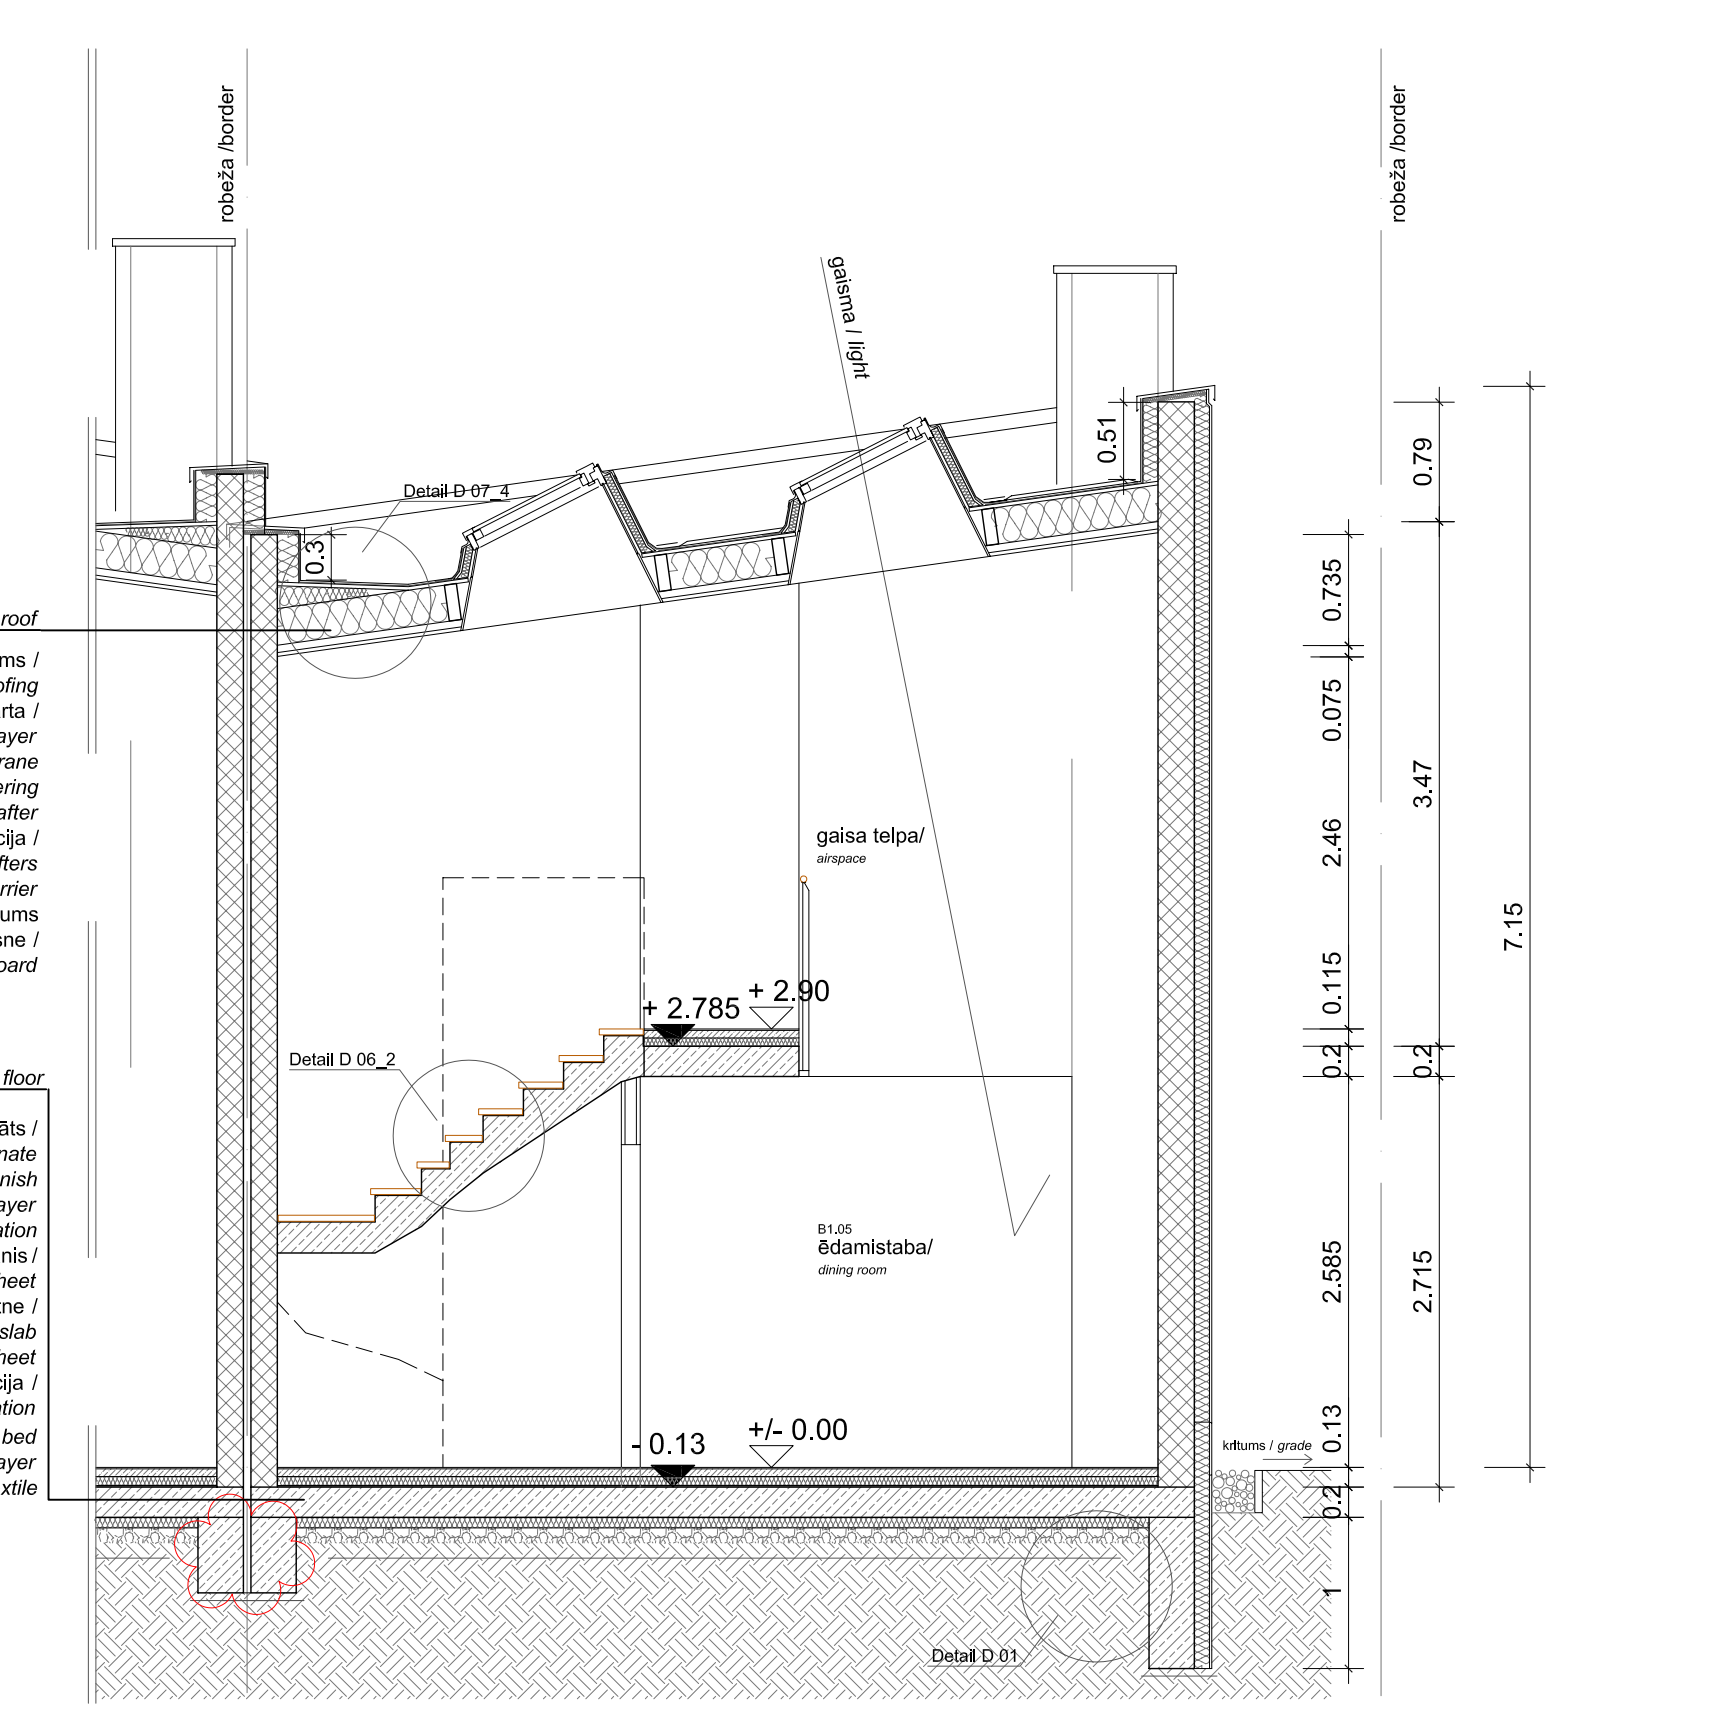 robeža /border
robeža /border
gaisma / light
Detail D 07_4
0.3
0.51
0.79
0.735
roof
ms /
ofing
rta /
ayer
rane
ering
after
cija /
fters
rrier
ums
sne /
oard
0.075
3.47
2.46
gaisa telpa/
airspace
7.15
0.115
+ 2.785
+ 2.90
0.2
0.2
Detail D 06_2
floor
āts /
nate
nish
ayer
ation
nis /
heet
tne /
slab
heet
cija /
ation
bed
ayer
xtile
B1.05
ēdamistaba/
dining room
2.585
2.715
- 0.13
+/- 0.00
kritums / grade
0.13
0.2
1
Detail D 01